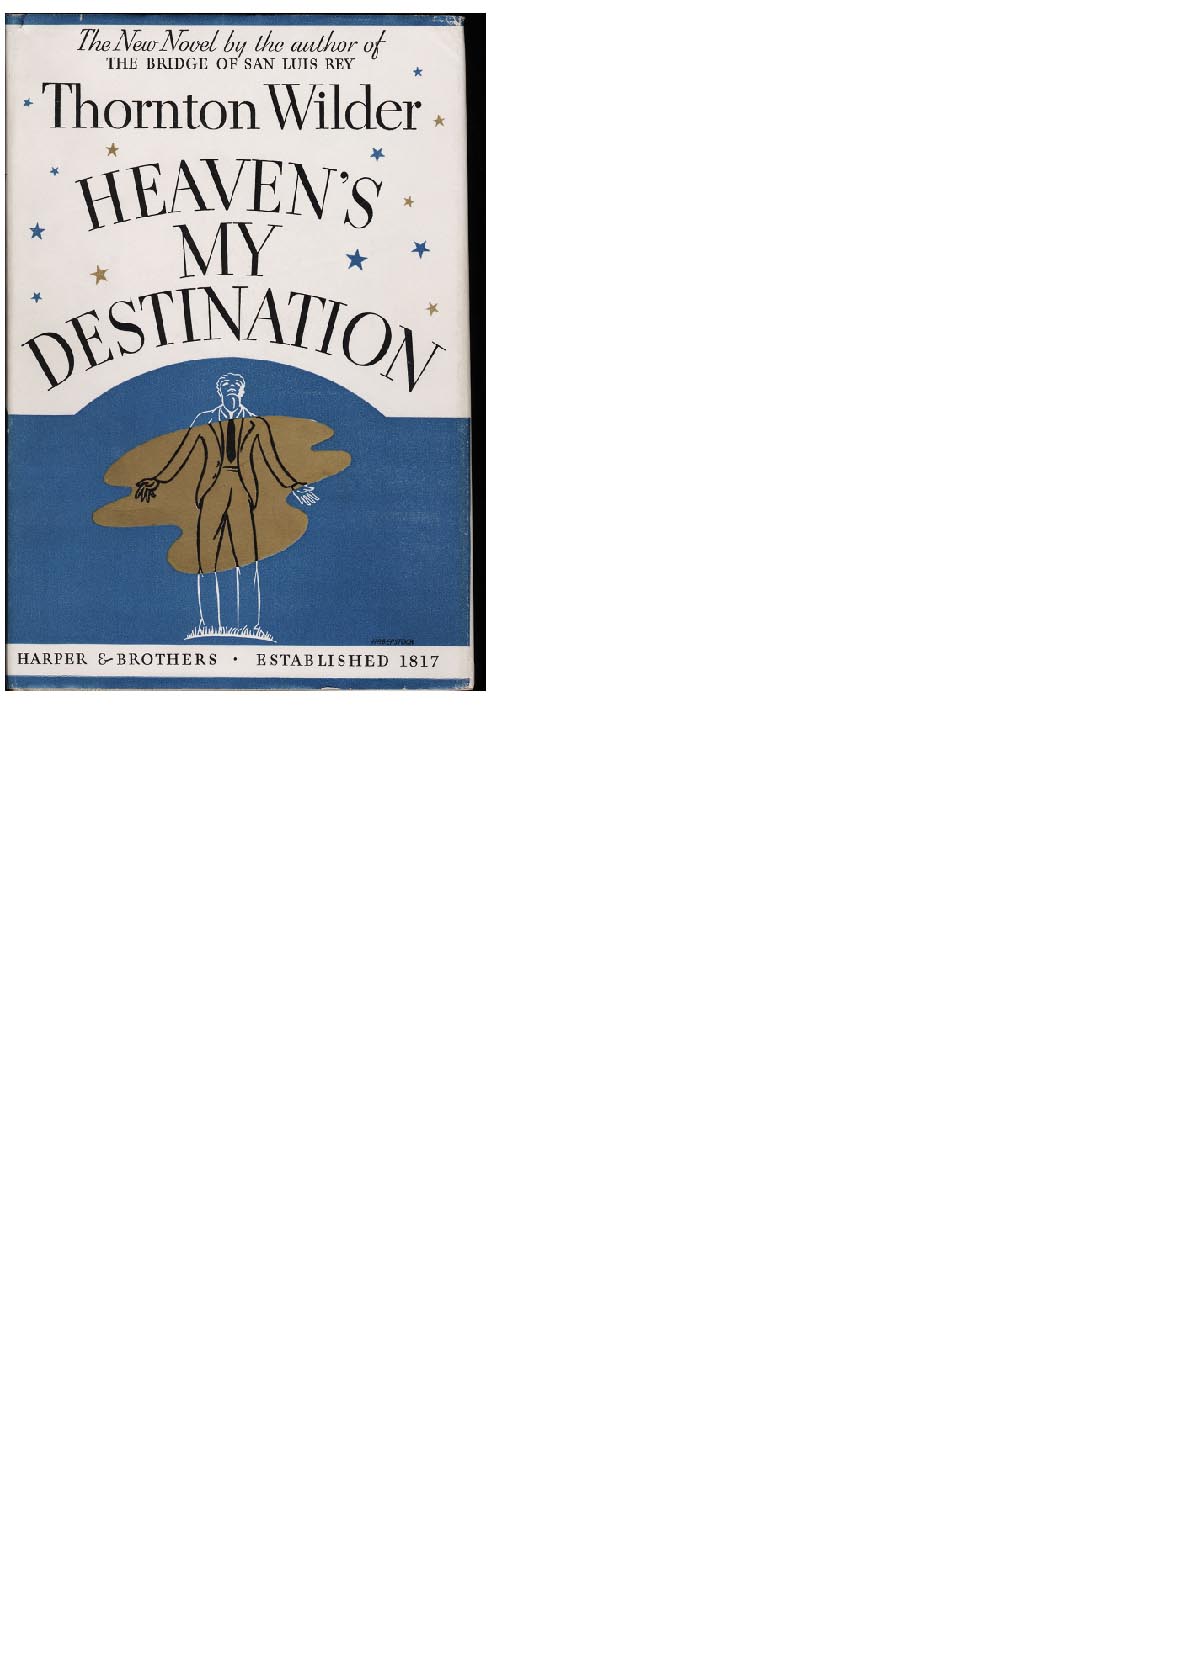 The New Novel by the author of
THE BRIDGE OF SAN LUIS REY
Thornton Wilder
HEAVEN'S
MY
DESTINATION
HARPER & BROTHERS · ESTABLISHED 1817